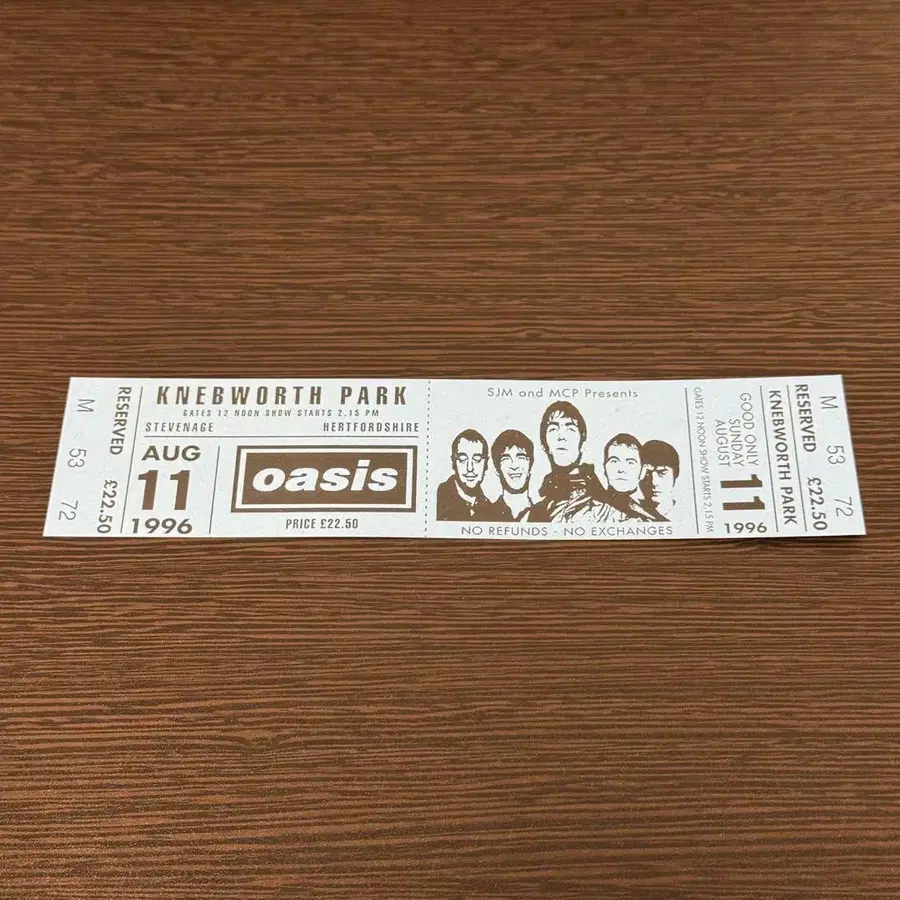 M 53 72
RESERVED £22.50
KNEBWORTH PARK
GATES 12 NOON SHOW STARTS 2.15 PM
STEVENAGE HERTFORDSHIRE
AUG
11
1996
oasis
PRICE £22.50
SJM and MCP Presents
NO REFUNDS - NO EXCHANGES
GATES 12 NOON SHOW STARTS 2.15 PM
GOOD ONLY
SUNDAY
AUGUST
11
1996
KNEBWORTH PARK
RESERVED £22.50
M 53 72